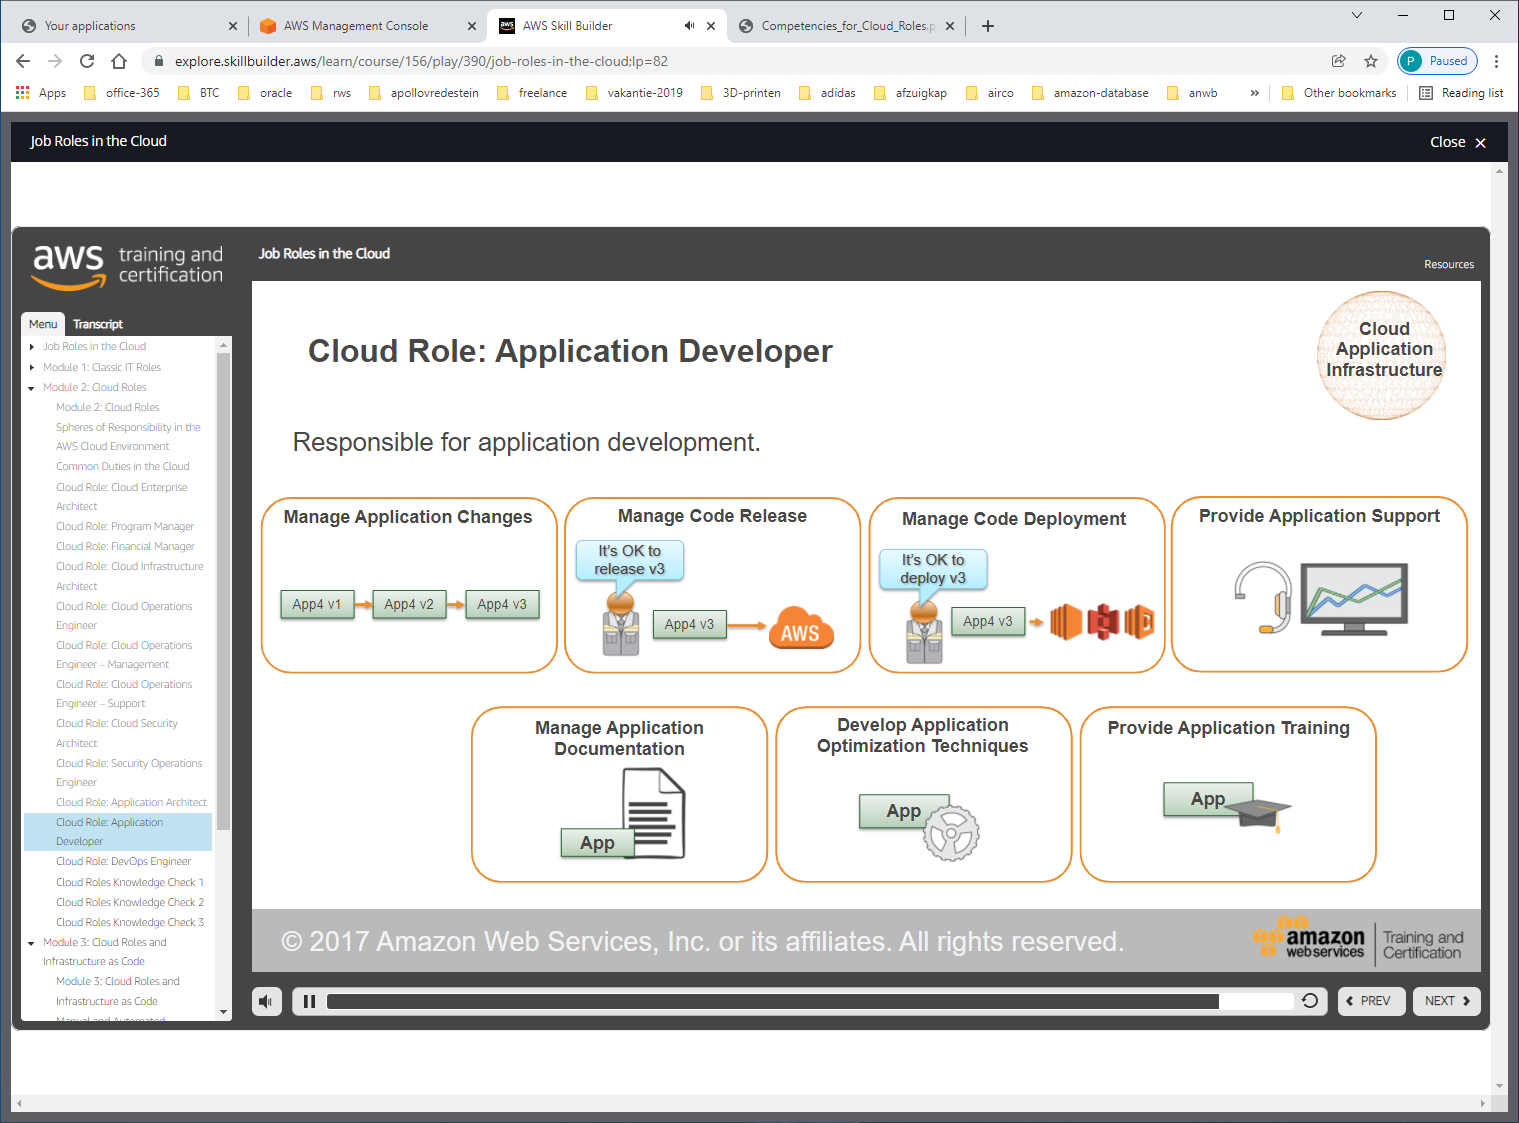 Your applications
AWS Management Console
AWS Skill Builder
Competencies_for_Cloud_Roles.p
explore.skillbuilder.aws/learn/course/156/play/390/job-roles-in-the-cloud;lp=82
P Paused
Apps office-365 BTC oracle rws apollovredestein freelance vakantie-2019 3D-printen adidas afzuigkap airco amazon-database anwb » Other bookmarks Reading list
Job Roles in the Cloud
Close
aws training and
certification
Job Roles in the Cloud
Resources
Menu Transcript
Job Roles in the Cloud
Module 1: Classic IT Roles
Module 2: Cloud Roles
Module 2: Cloud Roles
Spheres of Responsibility in the
AWS Cloud Environment
Common Duties in the Cloud
Cloud Role: Cloud Enterprise
Architect
Cloud Role: Program Manager
Cloud Role: Financial Manager
Cloud Role: Cloud Infrastructure
Architect
Cloud Role: Cloud Operations
Engineer
Cloud Role: Cloud Operations
Engineer – Management
Cloud Role: Cloud Operations
Engineer – Support
Cloud Role: Cloud Security
Architect
Cloud Role: Security Operations
Engineer
Cloud Role: Application Architect
Cloud Role: Application
Developer
Cloud Role: DevOps Engineer
Cloud Roles Knowledge Check 1
Cloud Roles Knowledge Check 2
Cloud Roles Knowledge Check 3
Module 3: Cloud Roles and
Infrastructure as Code
Module 3: Cloud Roles and
Infrastructure as Code
Manual and Automated
Cloud Role: Application Developer
Cloud
Application
Infrastructure
Responsible for application development.
Manage Application Changes
App4 v1
App4 v2
App4 v3
Manage Code Release
It's OK to
release v3
App4 v3
AWS
Manage Code Deployment
It's OK to
deploy v3
App4 v3
Provide Application Support
Manage Application
Documentation
App
Develop Application
Optimization Techniques
App
Provide Application Training
App
© 2017 Amazon Web Services, Inc. or its affiliates. All rights reserved.
amazon
webservices
Training and
Certification
PREV
NEXT